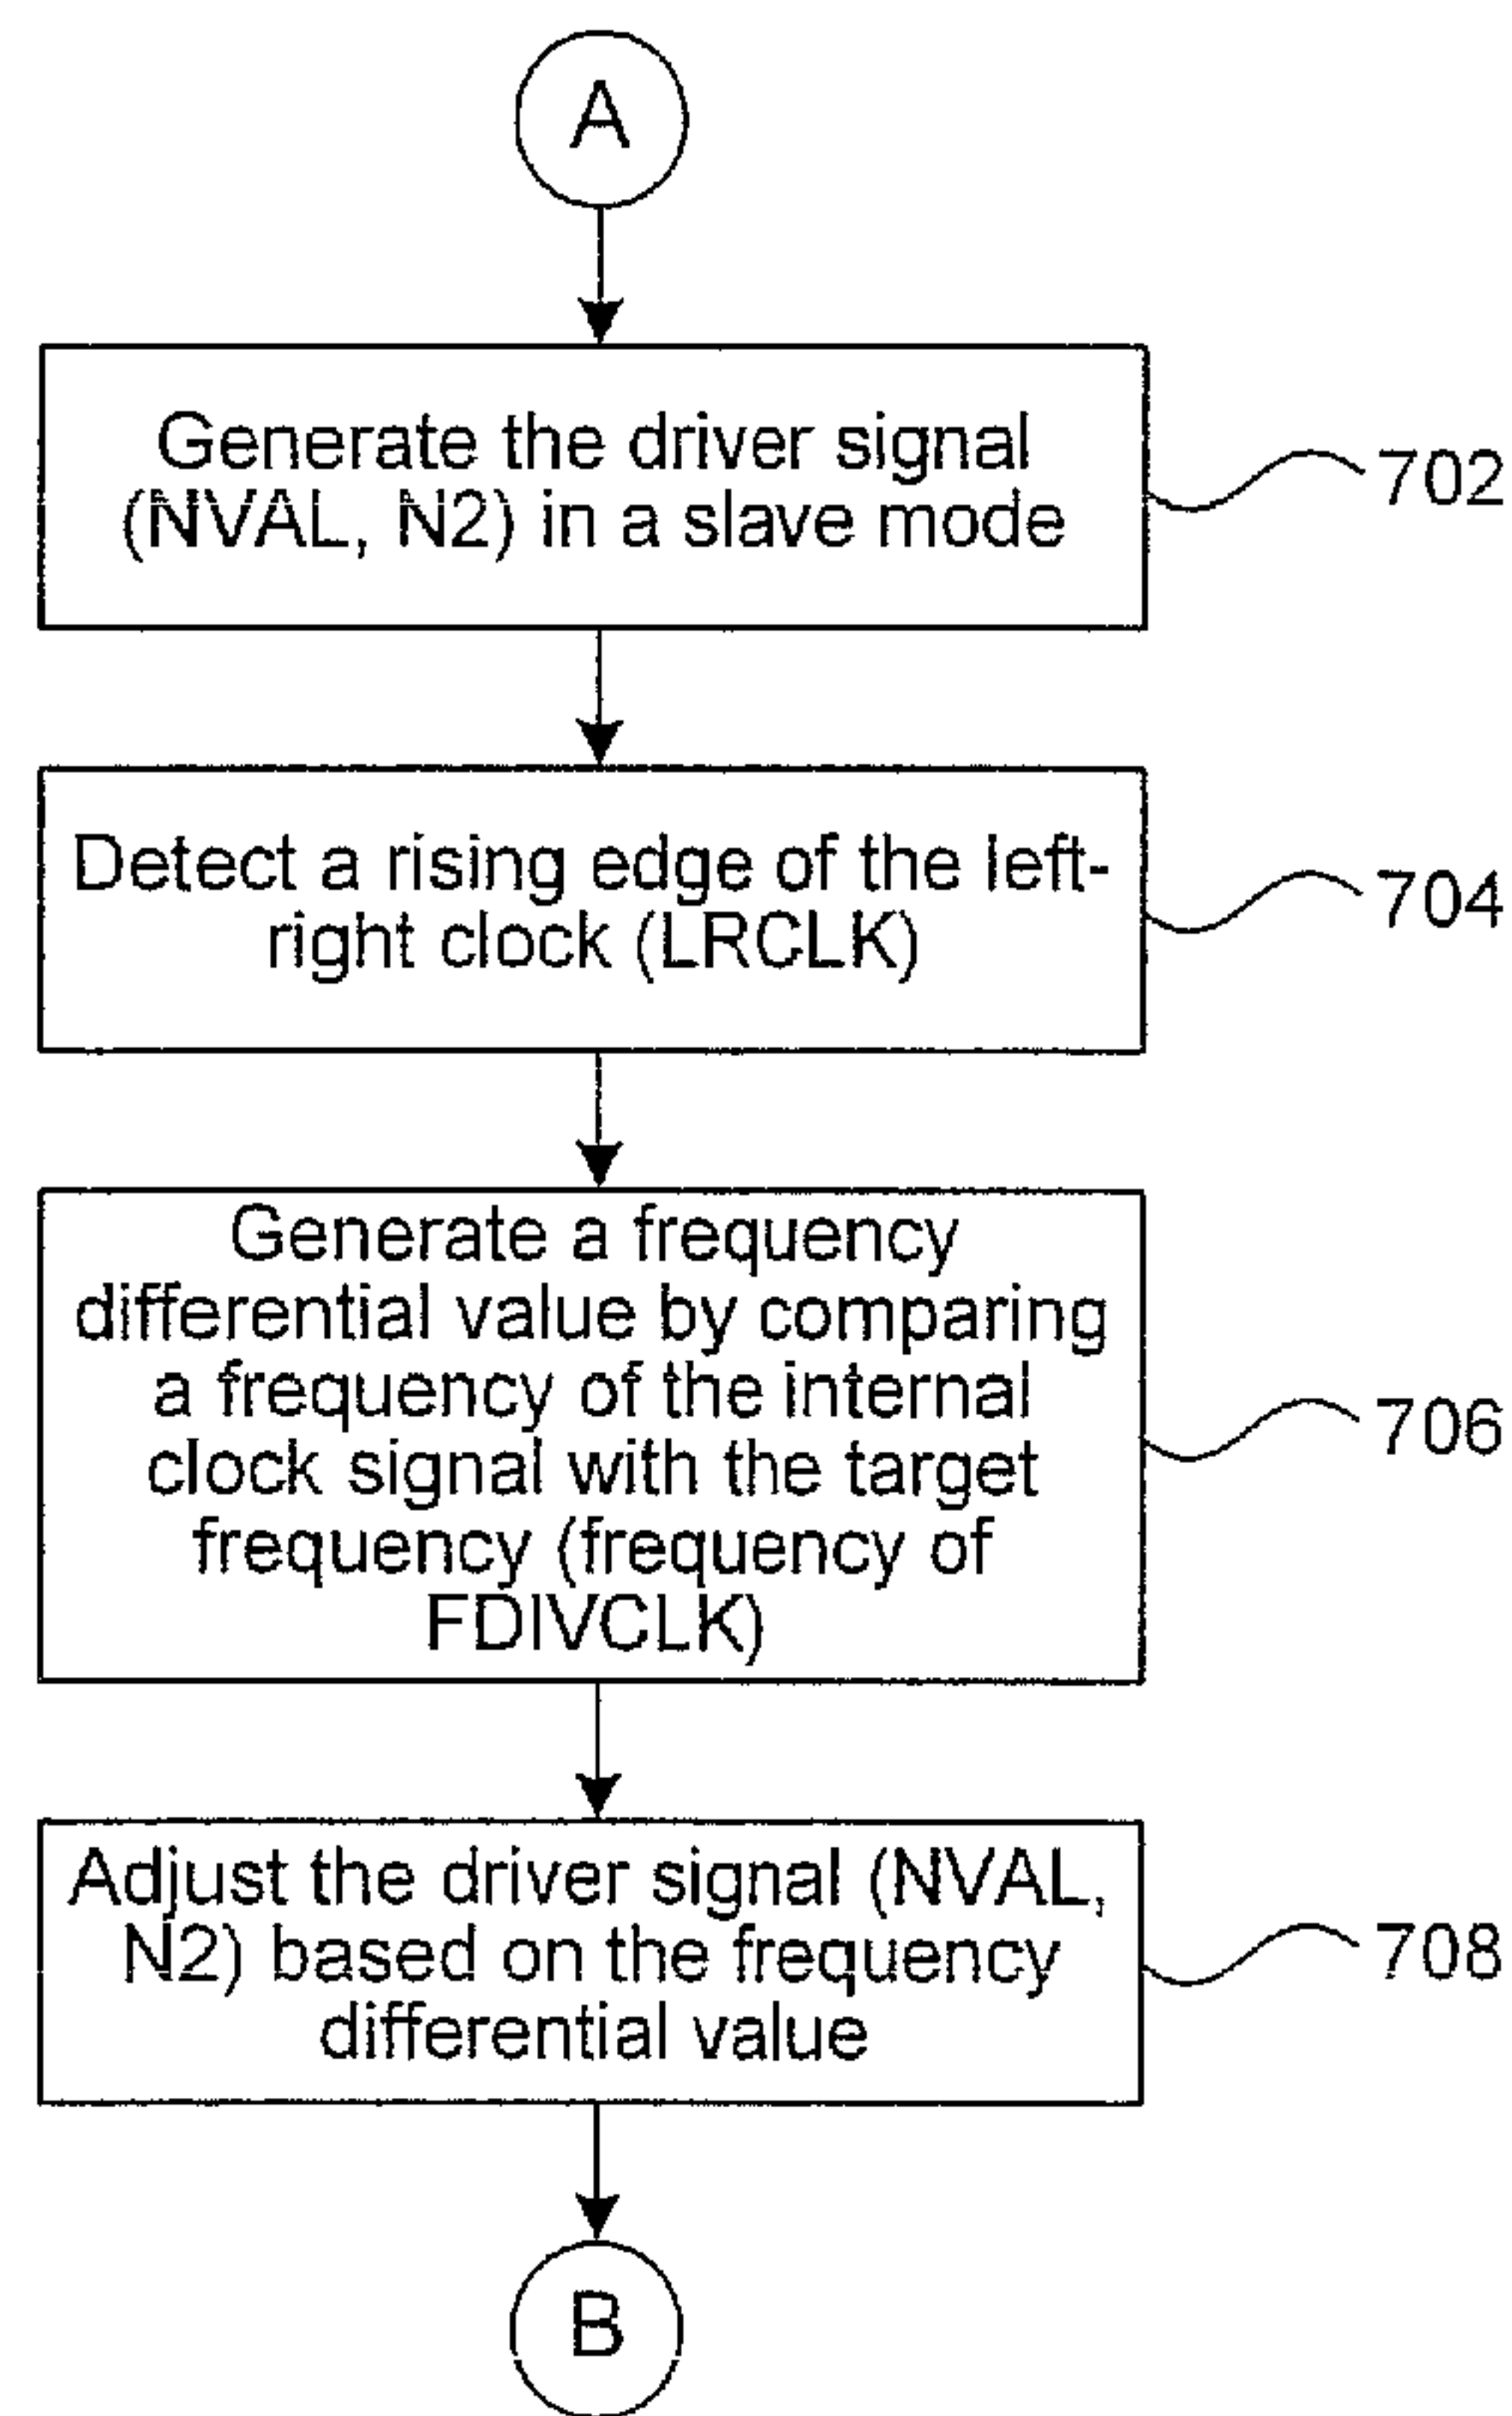 A
Generate the driver signal
(NVAL, N2) in a slave mode
702
Detect a rising edge of the left-
right clock (LRCLK)
704
Generate a frequency
differential value by comparing
a frequency of the internal
clock signal with the target
frequency (frequency of
FDIVCLK)
706
Adjust the driver signal (NVAL,
N2) based on the frequency
differential value
708
B